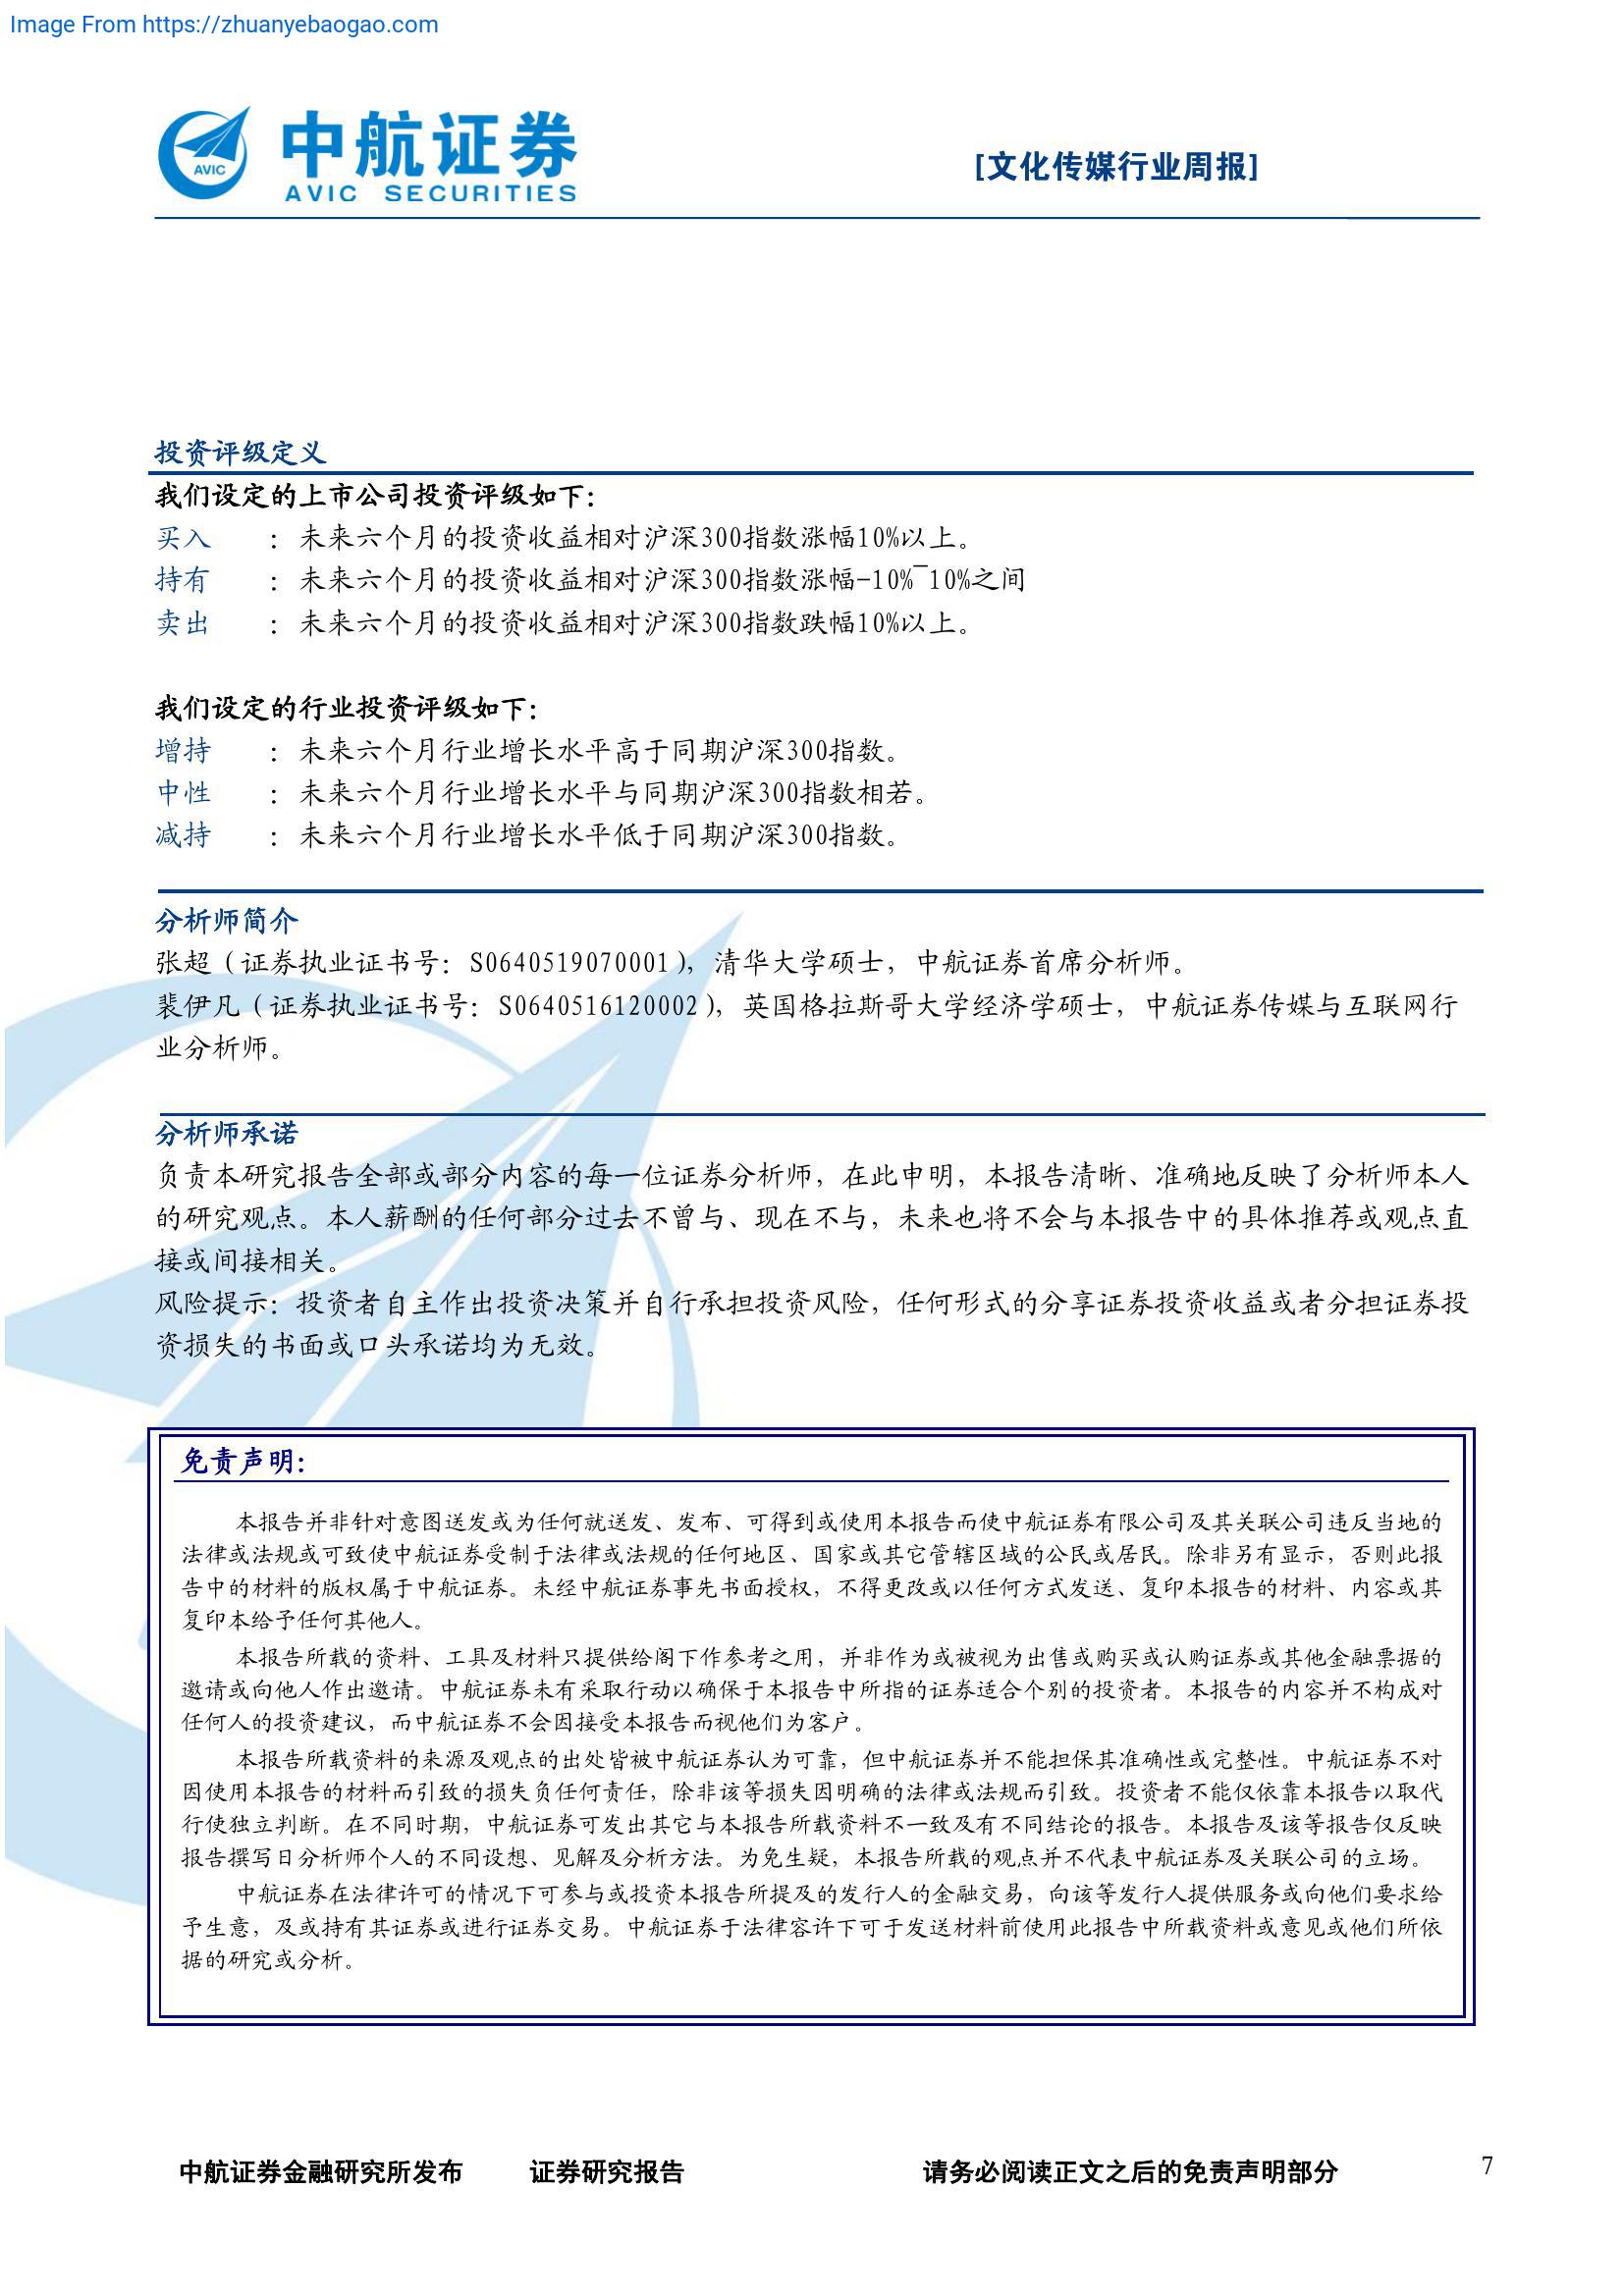 Image From https://zhuanyebaogao.com
AVIC
中航证券
AVIC SECURITIES
[文化传媒行业周报]
投资评级定义
我们设定的上市公司投资评级如下：
买入 ：未来六个月的投资收益相对沪深300指数涨幅10%以上。
持有 ：未来六个月的投资收益相对沪深300指数涨幅-10%~10%之间
卖出 ：未来六个月的投资收益相对沪深300指数跌幅10%以上。
我们设定的行业投资评级如下：
增持 ：未来六个月行业增长水平高于同期沪深300指数。
中性 ：未来六个月行业增长水平与同期沪深300指数相若。
减持 ：未来六个月行业增长水平低于同期沪深300指数。
分析师简介
张超（证券执业证书号：S0640519070001），清华大学硕士，中航证券首席分析师。
裴伊凡（证券执业证书号：S0640516120002），英国格拉斯哥大学经济学硕士，中航证券传媒与互联网行
业分析师。
分析师承诺
负责本研究报告全部或部分内容的每一位证券分析师，在此申明，本报告清晰、准确地反映了分析师本人
的研究观点。本人薪酬的任何部分过去不曾与、现在不与，未来也将不会与本报告中的具体推荐或观点直
接或间接相关。
风险提示：投资者自主作出投资决策并自行承担投资风险，任何形式的分享证券投资收益或者分担证券投
资损失的书面或口头承诺均为无效。
免责声明：
本报告并非针对意图送发或为任何就送发、发布、可得到或使用本报告而使中航证券有限公司及其关联公司违反当地的
法律或法规或可致使中航证券受制于法律或法规的任何地区、国家或其它管辖区域的公民或居民。除非另有显示，否则此报
告中的材料的版权属于中航证券。未经中航证券事先书面授权，不得更改或以任何方式发送、复印本报告的材料、内容或其
复印本给予任何其他人。
本报告所载的资料、工具及材料只提供给阁下作参考之用，并非作为或被视为出售或购买或认购证券或其他金融票据的
邀请或向他人作出邀请。中航证券未有采取行动以确保于本报告中所指的证券适合个别的投资者。本报告的内容并不构成对
任何人的投资建议，而中航证券不会因接受本报告而视他们为客户。
本报告所载资料的来源及观点的出处皆被中航证券认为可靠，但中航证券并不能担保其准确性或完整性。中航证券不对
因使用本报告的材料而引致的损失负任何责任，除非该等损失因明确的法律或法规而引致。投资者不能仅依靠本报告以取代
行使独立判断。在不同时期，中航证券可发出其它与本报告所载资料不一致及有不同结论的报告。本报告及该等报告仅反映
报告撰写日分析师个人的不同设想、见解及分析方法。为免生疑，本报告所载的观点并不代表中航证券及关联公司的立场。
中航证券在法律许可的情况下可参与或投资本报告所提及的发行人的金融交易，向该等发行人提供服务或向他们要求给
予生意，及或持有其证券或进行证券交易。中航证券于法律容许下可于发送材料前使用此报告中所载资料或意见或他们所依
据的研究或分析。
中航证券金融研究所发布 证券研究报告 请务必阅读正文之后的免责声明部分 7